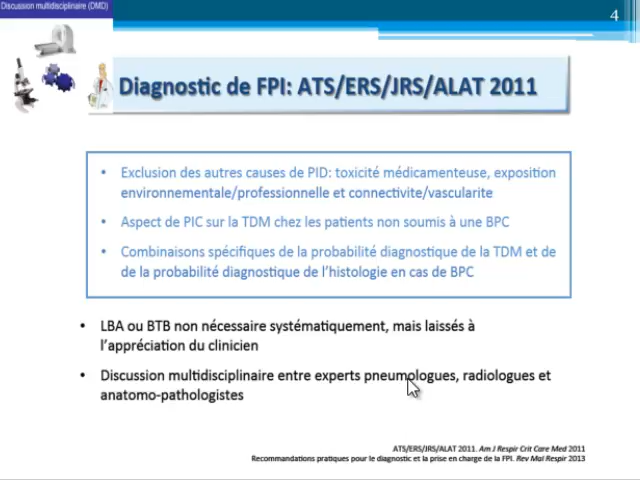 Discussion multidisciplinaire (DMD)
4
Diagnostic de FPI: ATS/ERS/JRS/ALAT 2011
• Exclusion des autres causes de PID: toxicité médicamenteuse, exposition
environnementale/professionnelle et connectivite/vascularite
• Aspect de PIC sur la TDM chez les patients non soumis à une BPC
• Combinaisons spécifiques de la probabilité diagnostique de la TDM et de
de la probabilité diagnostique de l'histologie en cas de BPC
• LBA ou BTB non nécessaire systématiquement, mais laissés à
l'appréciation du clinicien
• Discussion multidisciplinaire entre experts pneumologues, radiologues et
anatomo-pathologistes
ATS/ERS/JRS/ALAT 2011. Am J Respir Crit Care Med 2011
Recommandations pratiques pour le diagnostic et la prise en charge de la FPI. Rev Mal Respir 2013